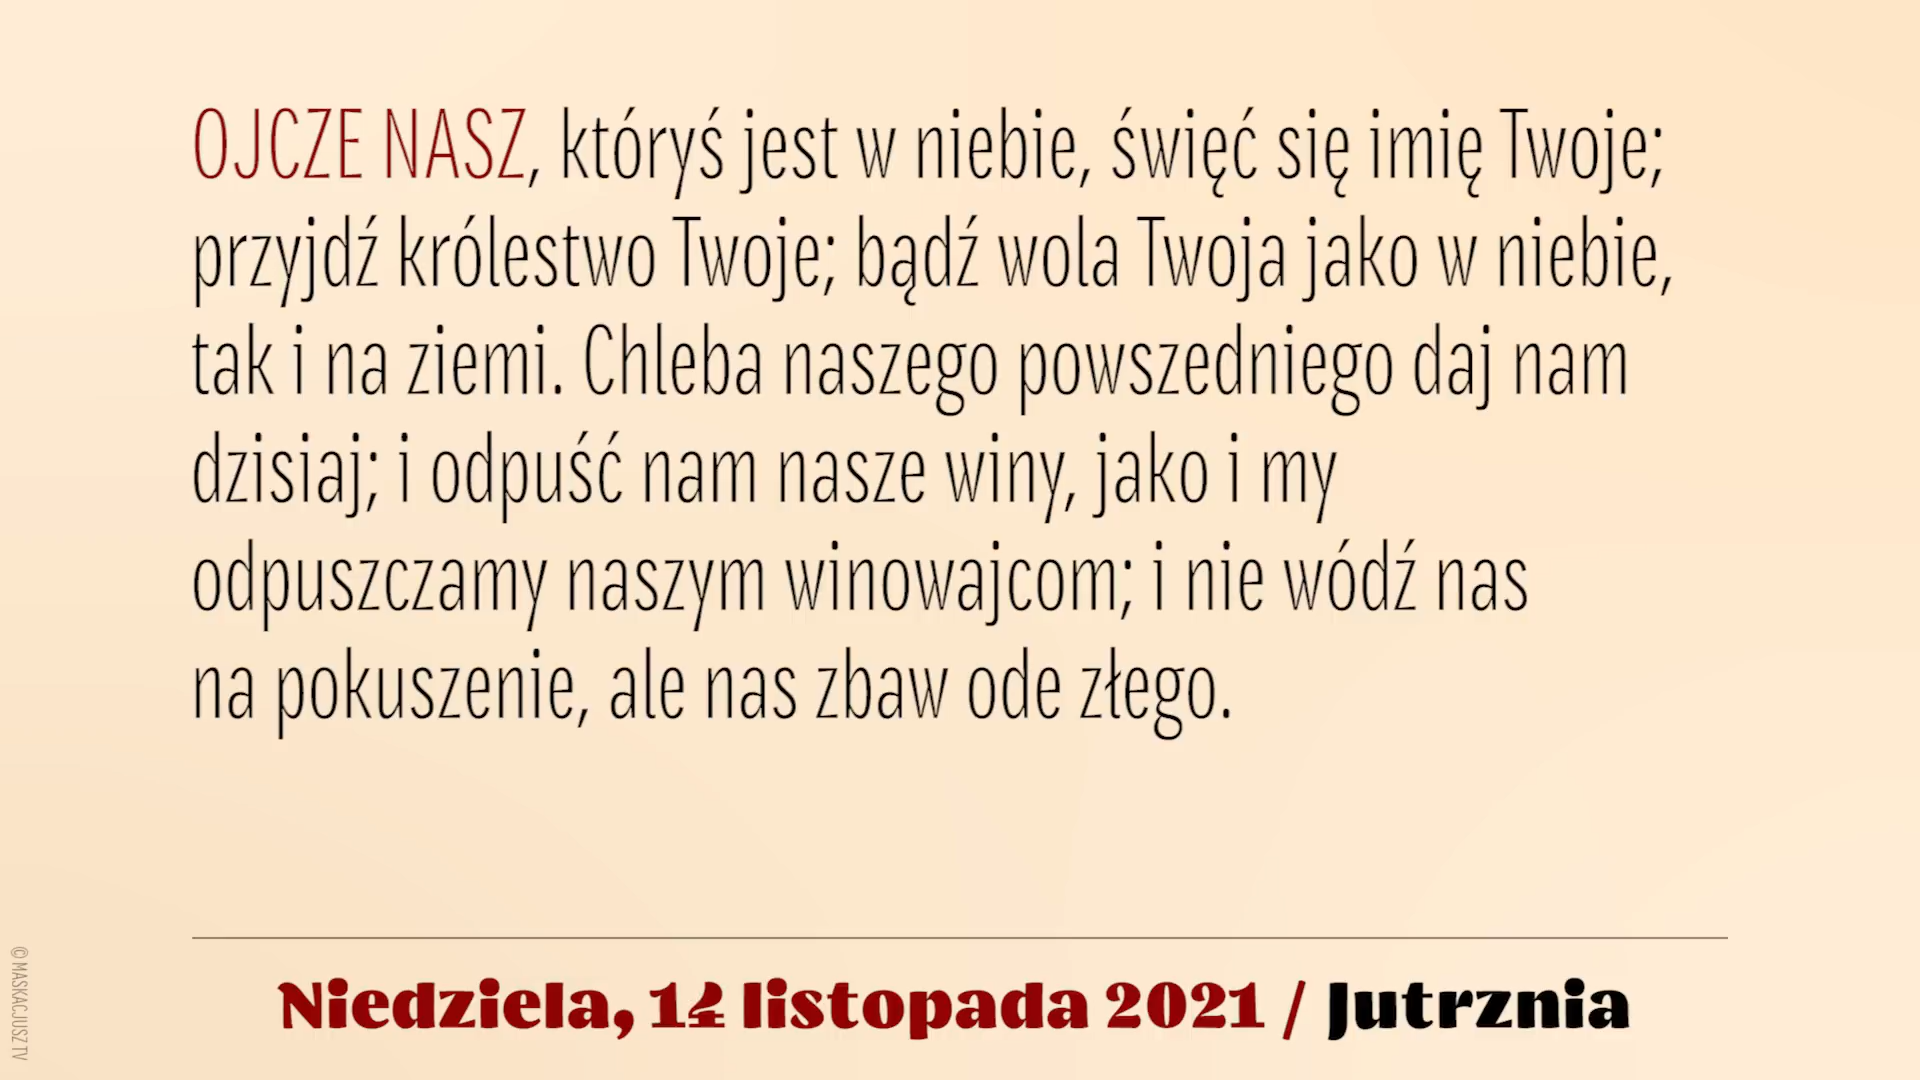 OJCZE NASZ, któryś jest w niebie, święć się imię Twoje;
przyjdź królestwo Twoje; bądź wola Twoja jako w niebie,
tak i na ziemi. Chleba naszego powszedniego daj nam
dzisiaj; i odpuść nam nasze winy, jako i my
odpuszczamy naszym winowajcom; i nie wódź nas
na pokuszenie, ale nas zbaw ode złego.
Niedziela, 14 listopada 2021 / Jutrznia
© MASKACJUSZ TV